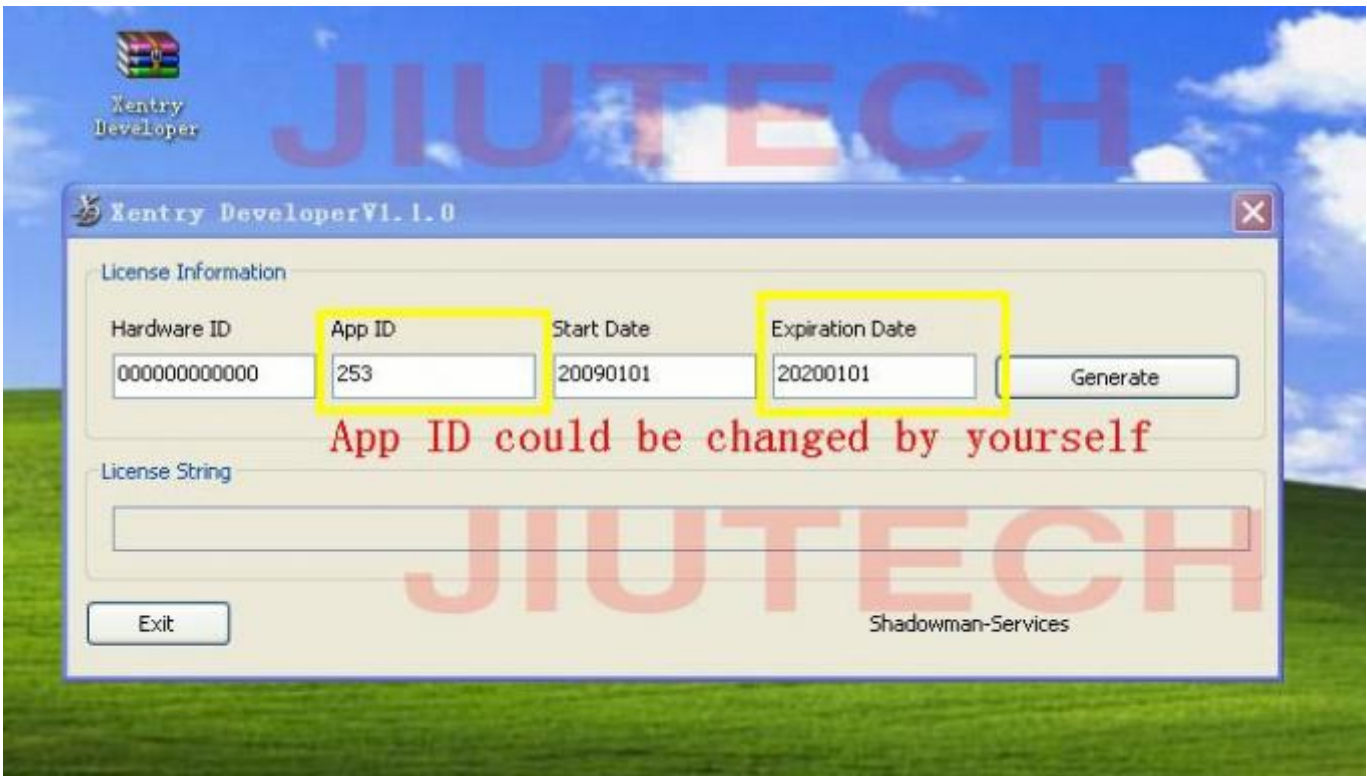 JIUTECH
Xentry
Developer
Xentry DeveloperV1.1.0
License Information
Hardware ID App ID Start Date Expiration Date
000000000000 253 20090101 20200101 Generate
App ID could be changed by yourself
License String
JIUTECH
Exit Shadowman-Services